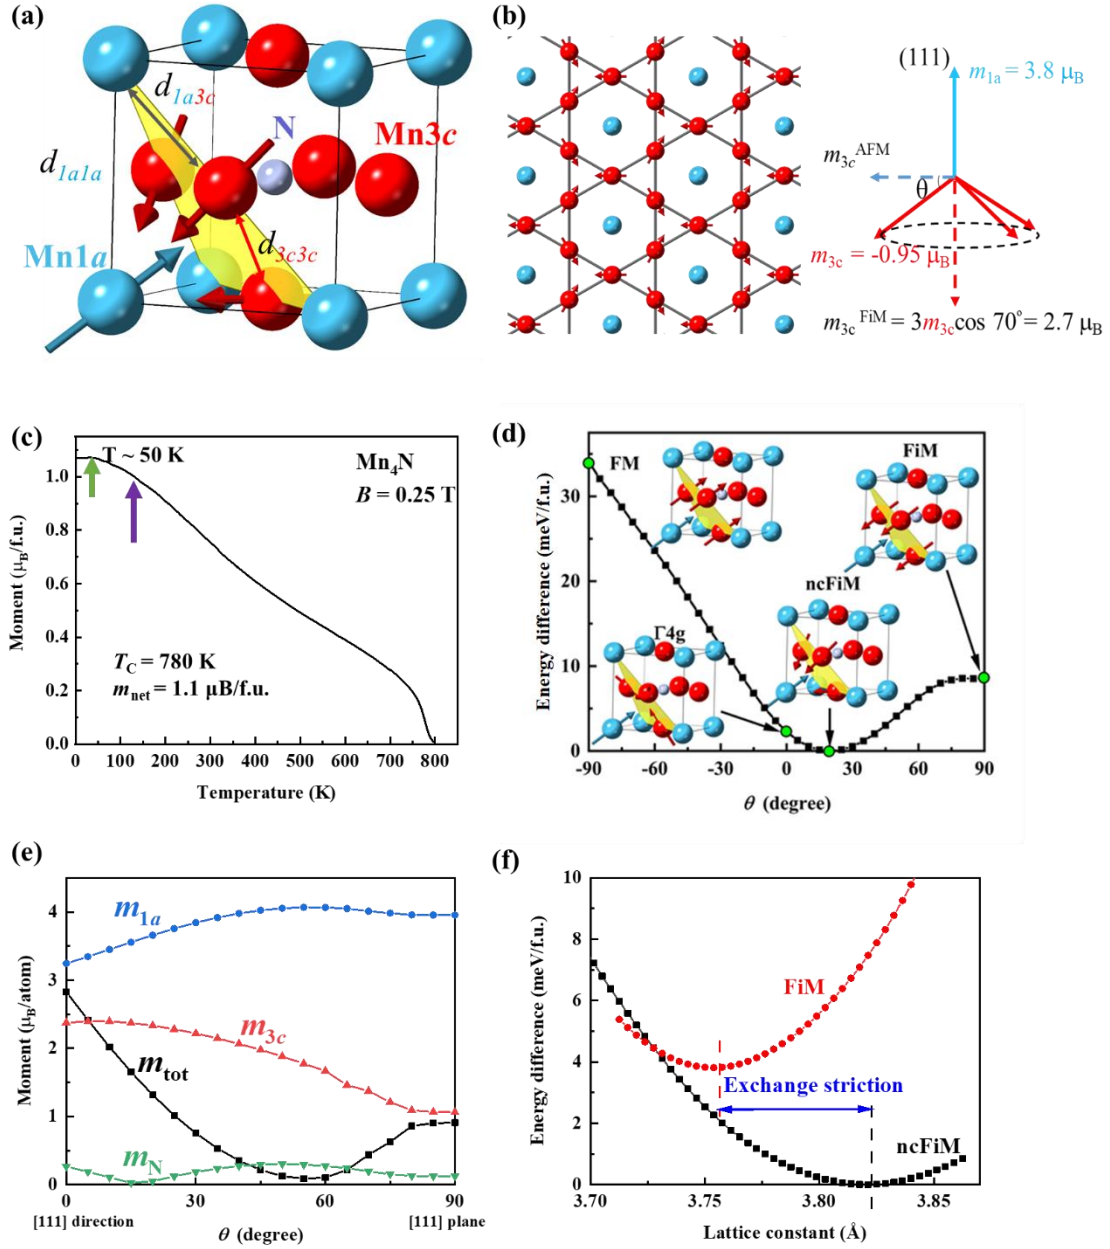 (a)
d1a3c
N
Mn3c
d1a1a
d3c3c
Mn1a
(b)
(111)
m1a = 3.8 μB
m3cAFM
θ
m3c = -0.95 μB
m3cFiM = 3m3ccos 70° = 2.7 μB
(c)
T ~ 50 K
Mn4N
B = 0.25 T
TC = 780 K
mnet = 1.1 μB/f.u.
Moment (μB/f.u.)
1.0
0.8
0.6
0.4
0.2
0.0
0 100 200 300 400 500 600 700 800
Temperature (K)
(d)
FM
FiM
ncFiM
Γ4g
Energy difference (meV/f.u.)
30
20
10
0
-90 -60 -30 0 30 60 90
θ (degree)
(e)
m1a
m3c
mtot
mN
Moment (μB/atom)
4
3
2
1
0
0 30 60 90
[111] direction
[111] plane
θ (degree)
(f)
FiM
Exchange striction
ncFiM
Energy difference (meV/f.u.)
10
8
6
4
2
0
3.70 3.75 3.80 3.85
Lattice constant (Å)